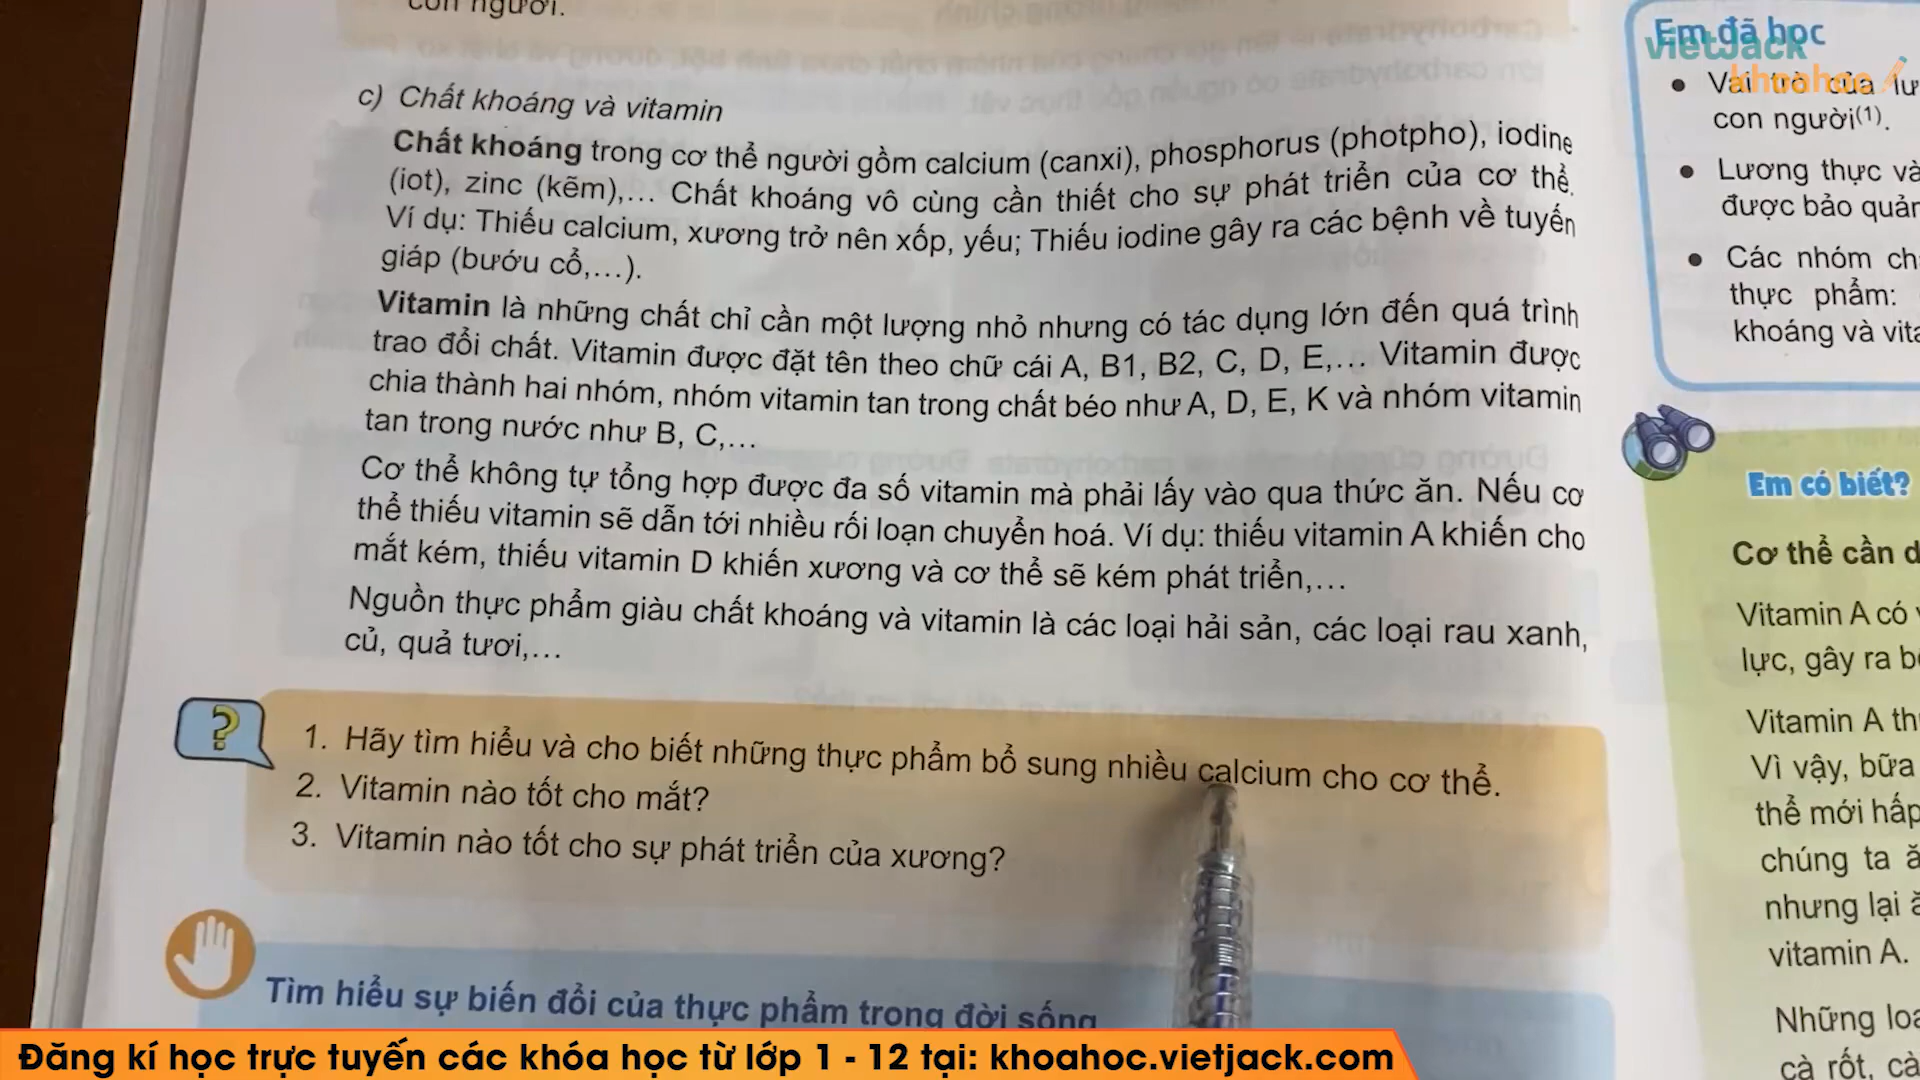 con người.
c) Chất khoáng và vitamin
Chất khoáng trong cơ thể người gồm calcium (canxi), phosphorus (photpho), iodine
(iot), zinc (kẽm),... Chất khoáng vô cùng cần thiết cho sự phát triển của cơ thể.
Ví dụ: Thiếu calcium, xương trở nên xốp, yếu; Thiếu iodine gây ra các bệnh về tuyến
giáp (bướu cổ,...).
Vitamin là những chất chỉ cần một lượng nhỏ nhưng có tác dụng lớn đến quá trình
trao đổi chất. Vitamin được đặt tên theo chữ cái A, B1, B2, C, D, E,... Vitamin được
chia thành hai nhóm, nhóm vitamin tan trong chất béo như A, D, E, K và nhóm vitamin
tan trong nước như B, C,...
Cơ thể không tự tổng hợp được đa số vitamin mà phải lấy vào qua thức ăn. Nếu cơ
thể thiếu vitamin sẽ dẫn tới nhiều rối loạn chuyển hoá. Ví dụ: thiếu vitamin A khiến cho
mắt kém, thiếu vitamin D khiến xương và cơ thể sẽ kém phát triển,...
Nguồn thực phẩm giàu chất khoáng và vitamin là các loại hải sản, các loại rau xanh,
củ, quả tươi,...
?
1. Hãy tìm hiểu và cho biết những thực phẩm bổ sung nhiều calcium cho cơ thể.
2. Vitamin nào tốt cho mắt?
3. Vitamin nào tốt cho sự phát triển của xương?
Tìm hiểu sự biến đổi của thực phẩm trong đời sống
Em đã học
vietJack
khoahoc
• Vai trò của
con người(1).
• Lương thực và
được bảo quản
• Các nhóm
thực phẩm:
khoáng và
Em có biết?
Cơ thể cần
Vitamin A có
lực, gây ra
Vitamin A
Vì vậy, bữa
thể mới hấp
chúng ta
nhưng lại
vitamin A.
Những
cà rốt,
Đăng kí học trực tuyến các khóa học từ lớp 1 - 12 tại: khoahoc.vietjack.com